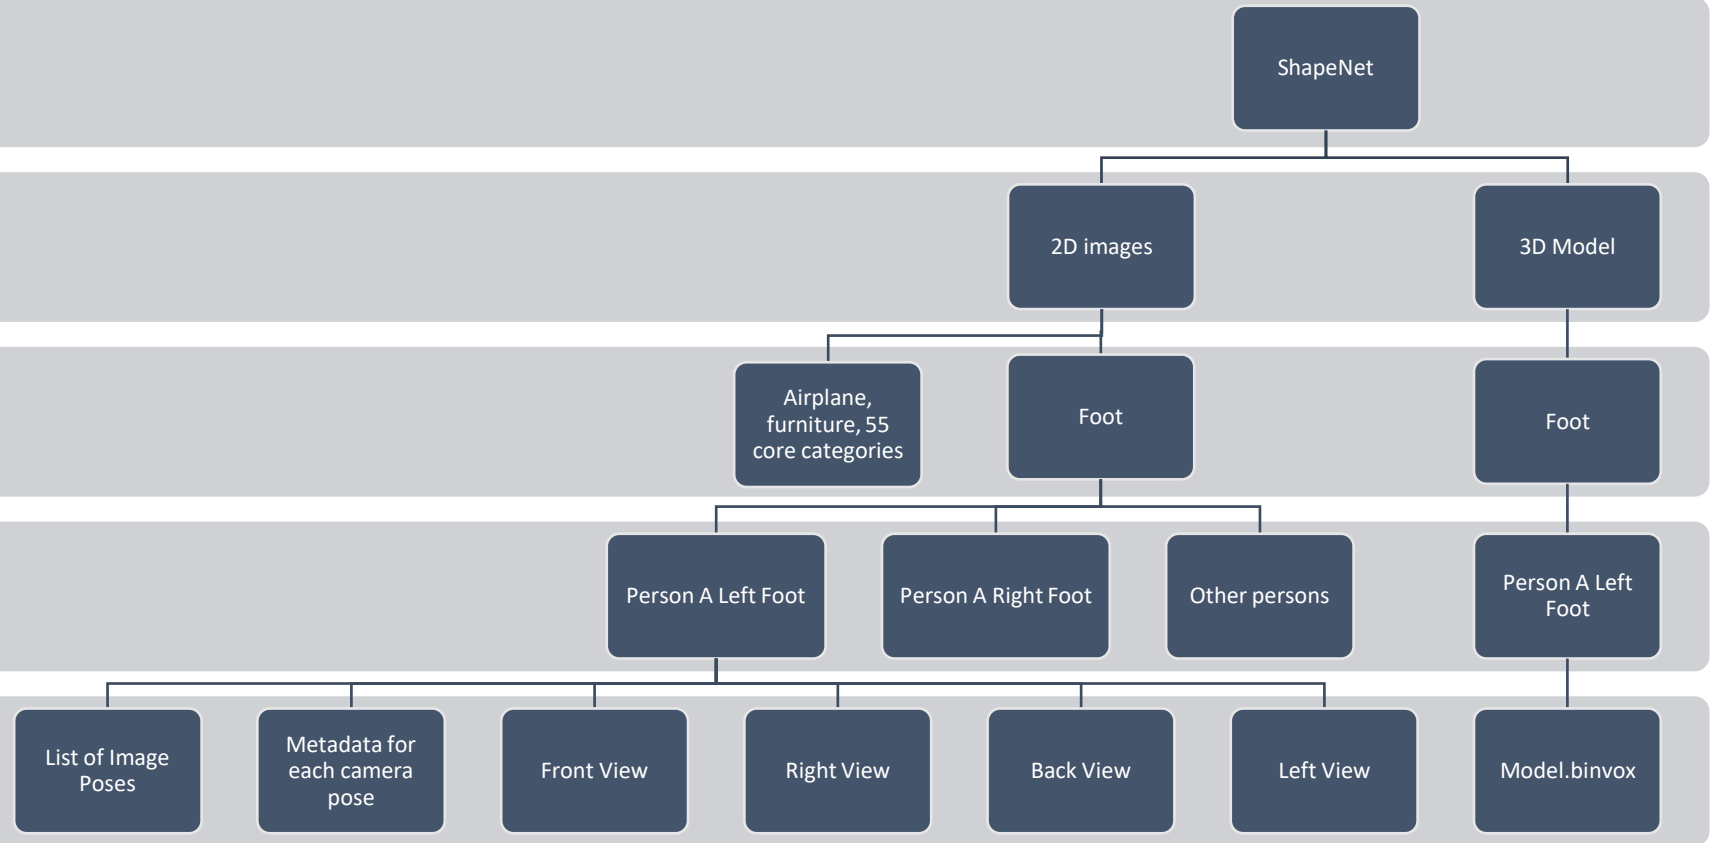 ShapeNet
2D images
3D Model
Airplane,
furniture, 55
core categories
Foot
Foot
Person A Left Foot
Person A Right Foot
Other persons
Person A Left
Foot
List of Image
Poses
Metadata for
each camera
pose
Front View
Right View
Back View
Left View
Model.binvox